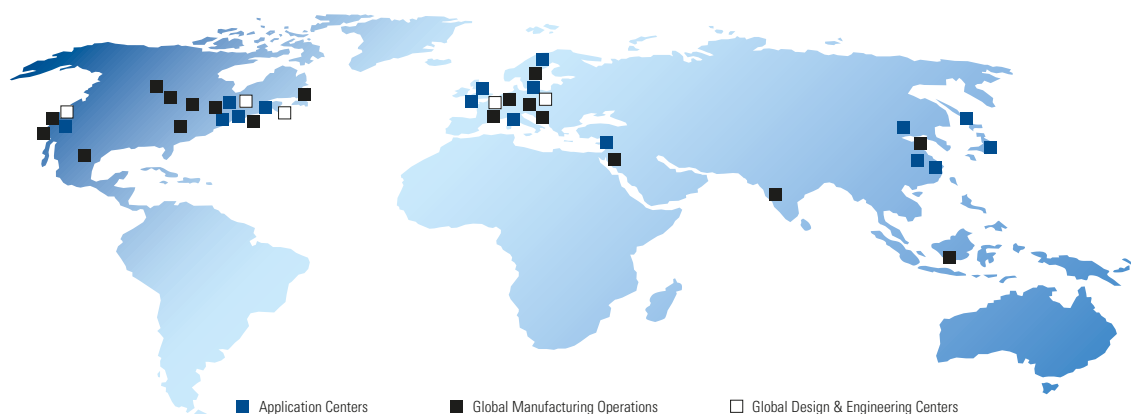 Application Centers
Global Manufacturing Operations
Global Design & Engineering Centers